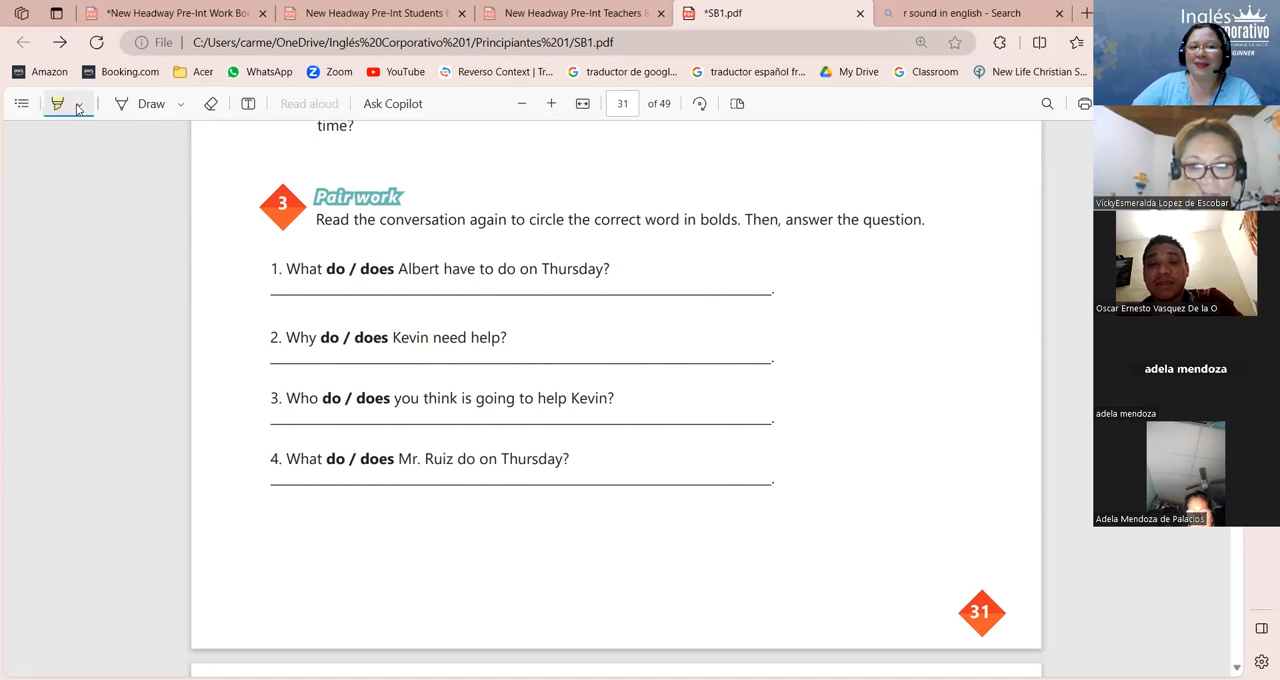 *New Headway Pre-Int Work Boo
New Headway Pre-Int Students B
New Headway Pre-Int Teachers B
*SB1.pdf
r sound in english - Search
File
C:/Users/carme/OneDrive/Inglés%20Corporativo%201/Principiantes%201/SB1.pdf
Amazon
Booking.com
Acer
WhatsApp
Zoom
YouTube
Reverso Context | Tr...
traductor de googl...
traductor español fr...
My Drive
Classroom
New Life Christian S...
Draw
Read aloud
Ask Copilot
31
of 49
time?
3
Pair work
Read the conversation again to circle the correct word in bolds. Then, answer the question.
1. What do / does Albert have to do on Thursday?
2. Why do / does Kevin need help?
3. Who do / does you think is going to help Kevin?
4. What do / does Mr. Ruiz do on Thursday?
31
Inglés
VickyEsmeralda Lopez de Escobar
Oscar Ernesto Vasquez De la O
adela mendoza
adela mendoza
Adela Mendoza de Palacios